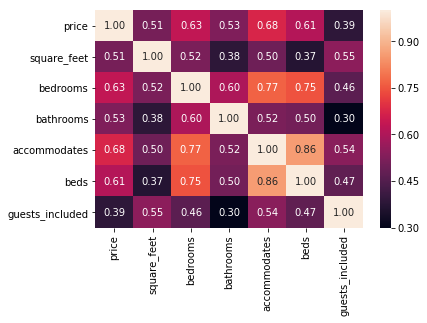 price 1.00 0.51 0.63 0.53 0.68 0.61 0.39
square_feet 0.51 1.00 0.52 0.38 0.50 0.37 0.55
bedrooms 0.63 0.52 1.00 0.60 0.77 0.75 0.46
bathrooms 0.53 0.38 0.60 1.00 0.52 0.50 0.30
accommodates 0.68 0.50 0.77 0.52 1.00 0.86 0.54
beds 0.61 0.37 0.75 0.50 0.86 1.00 0.47
guests_included 0.39 0.55 0.46 0.30 0.54 0.47 1.00
price
square_feet
bedrooms
bathrooms
accommodates
beds
guests_included
0.90
0.75
0.60
0.45
0.30